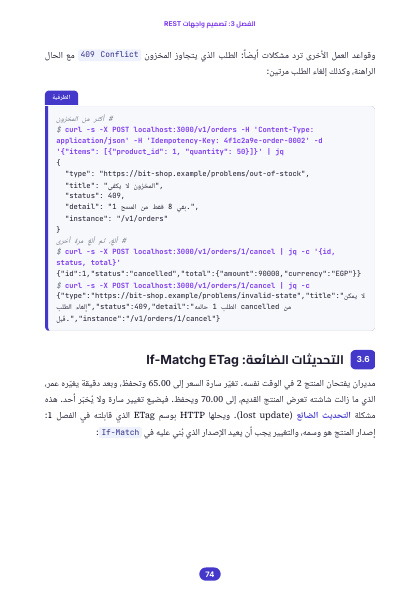 الفصل 3: تصميم واجهات REST
وقواعد العمل الأخرى ترد مشكلات أيضاً: الطلب الذي يتجاوز المخزون 409 Conflict مع الحال
الراهنة، وكذلك إلغاء الطلب مرتين:
الطرفية
# أكثر من المخزون
$ curl -s -X POST localhost:3000/v1/orders -H 'Content-Type:
application/json' -H 'Idempotency-Key: 4f1c2a9e-order-0002' -d
'{"items": [{"product_id": 1, "quantity": 50}]}' | jq
{
"type": "https://bit-shop.example/problems/out-of-stock",
"title": "المخزون لا يكفي",
"status": 409,
"detail": "بقي 8 فقط من المنتج 1.",
"instance": "/v1/orders"
}
# ألغِ، ثم ألغِ مرة أخرى
$ curl -s -X POST localhost:3000/v1/orders/1/cancel | jq -c '{id,
status, total}'
{"id":1,"status":"cancelled","total":{"amount":90000,"currency":"EGP"}}
$ curl -s -X POST localhost:3000/v1/orders/1/cancel | jq -c
{"type":"https://bit-shop.example/problems/invalid-state","title":"لا يمكن
إلغاء الطلب","status":409,"detail":"الطلب 1 حالته cancelled من
قبل.","instance":"/v1/orders/1/cancel"}
3.6 التحديثات الضائعة: ETag وIf-Match
مديران يفتحان المنتج 2 في الوقت نفسه. تغيّر سارة السعر إلى 65.00 وتحفظ، وبعد دقيقة يغيّره عمر،
الذي ما زالت شاشته تعرض المنتج القديم، إلى 70.00 ويحفظ. فيضيع تغيير سارة ولا يُخبَر أحد. هذه
مشكلة التحديث الضائع (lost update). ويحلها HTTP بوسم ETag الذي قابلته في الفصل 1:
إصدار المنتج هو وسمه، والتغيير يجب أن يعيد الإصدار الذي بُني عليه في If-Match:
74